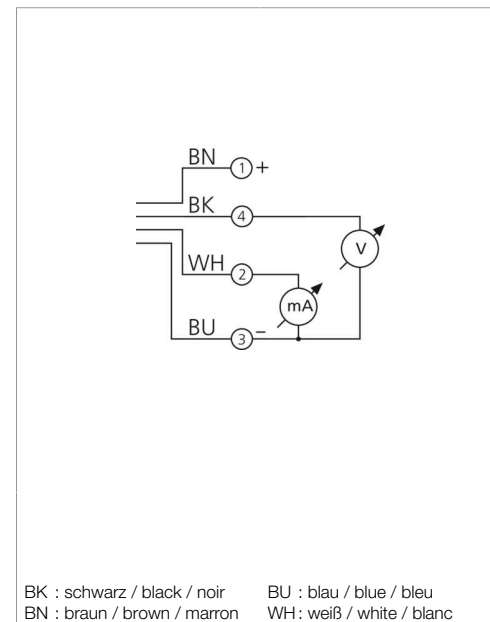 BN 1 +
BK 4
V
WH 2
mA
BU 3 −
BK : schwarz / black / noir BU : blau / blue / bleu
BN : braun / brown / marron WH : weiß / white / blanc